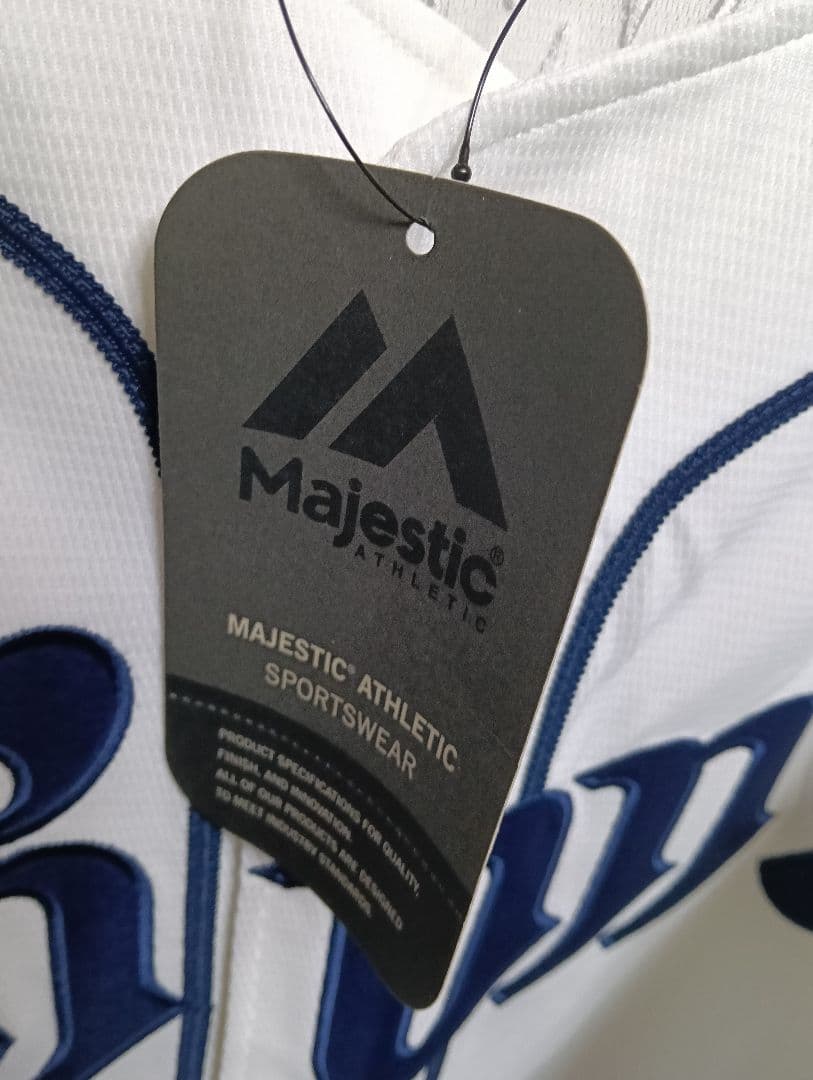 Majestic®
ATHLETIC
MAJESTIC® ATHLETIC
SPORTSWEAR
PRODUCT SPECIFICATIONS FOR QUALITY,
FINISH, AND INNOVATION.
ALL OF OUR PRODUCTS ARE DESIGNED
TO MEET INDUSTRY STANDARDS.